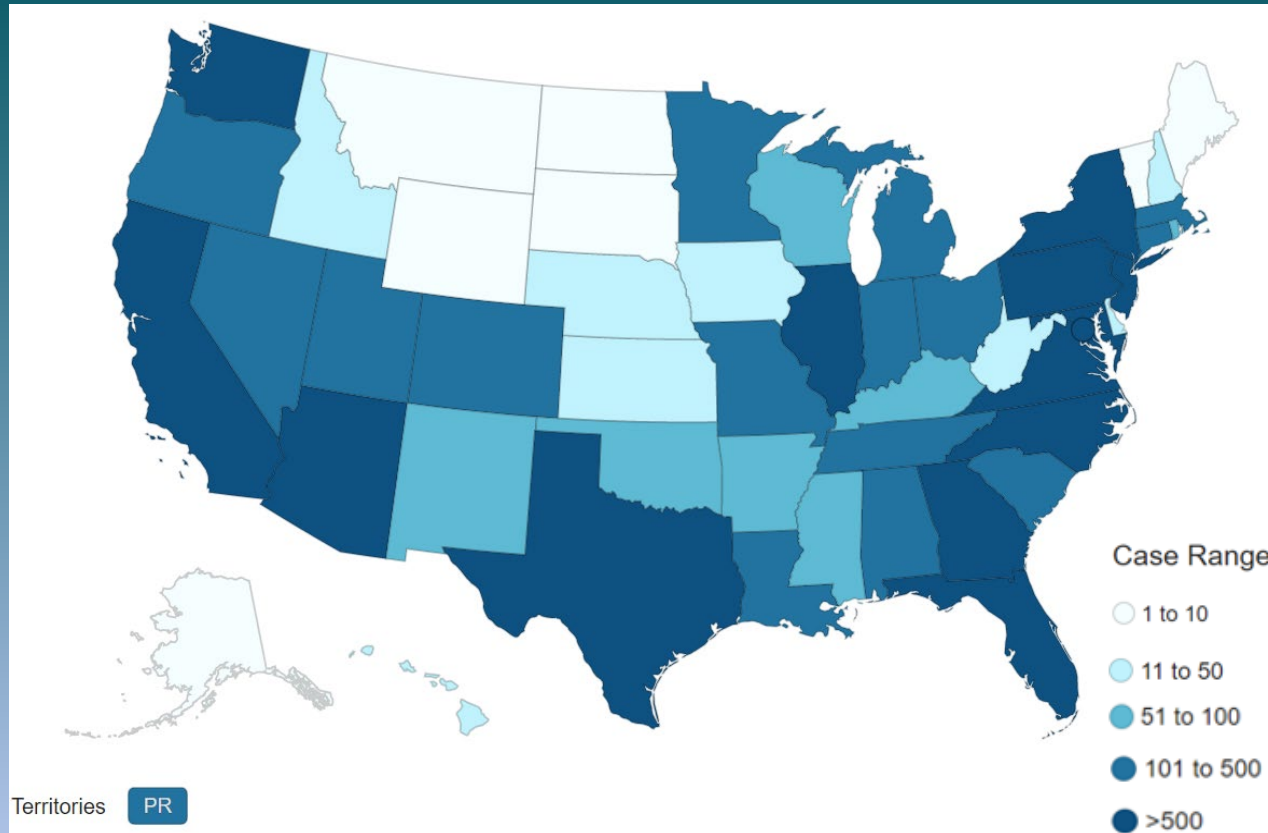 Case Range
1 to 10
11 to 50
51 to 100
101 to 500
>500
Territories PR